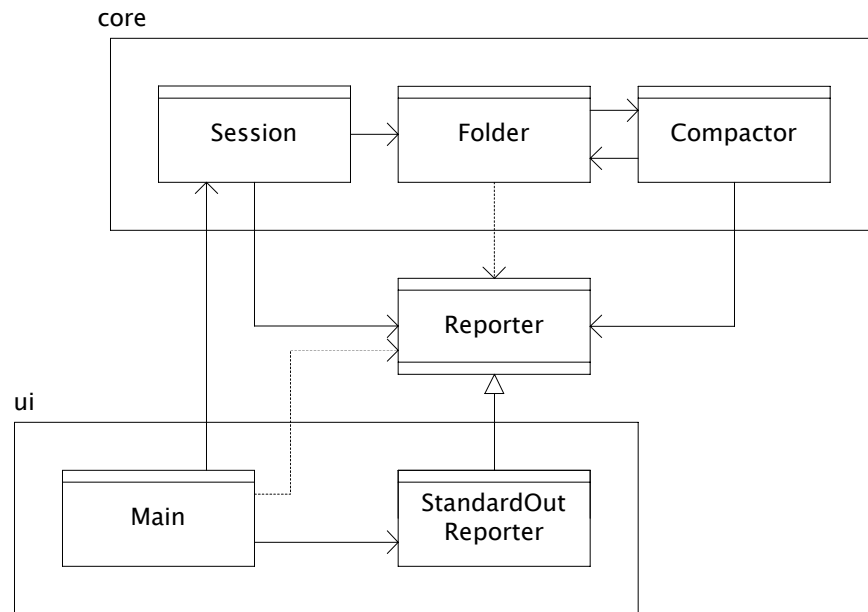 core
Session
Folder
Compactor
Reporter
ui
Main
StandardOut
Reporter